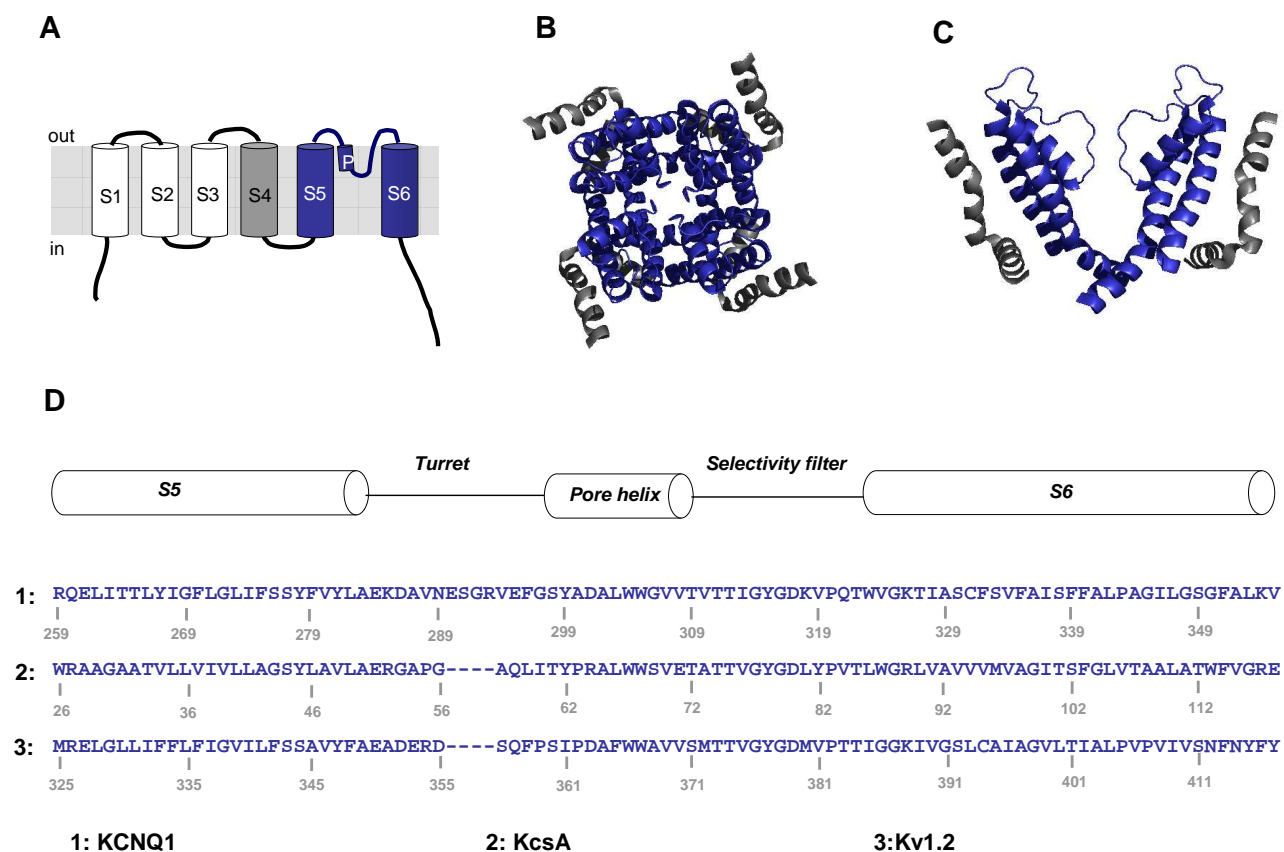 A
B
C
out
S1 S2 S3 S4 S5 P S6
in
D
S5 Turret Pore helix Selectivity filter S6
1: RQELITTLYIGFLGLIFSSYFVYLAEKDAVNESGRVEFGSYADALWWGVVTVTTIGYGDKVPQTWVGKTIASCFSVFAISFFALPAGILGSGFALKV
259 269 279 289 299 309 319 329 339 349
2: WRAAGAATVLLVIVLLAGSYLAVLAERGAPG----AQLITYPRALWWSVETATTVGYGDLYPVTLWGRLVAVVVMVAGITSFGLVTAALATWFVGRE
26 36 46 56 62 72 82 92 102 112
3: MRELGLLIFFLFIGVILFSSAVYFAEADERD----SQFPSIPDAFWWAVVSMTTVGYGDMVPTTIGGKIVGSLCAIAGVLTIALPVPVIVSNFNYFY
325 335 345 355 361 371 381 391 401 411
1: KCNQ1 2: KcsA 3:Kv1.2